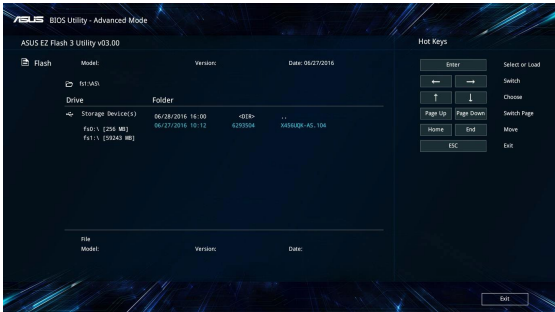 ASUS BIOS Utility - Advanced Mode
ASUS EZ Flash 3 Utility v03.00
Hot Keys
Flash Model: Version: Date: 06/27/2016
fs1:\AS\
Drive Folder
Storage Device(s)
fs0:\ [256 MB]
fs1:\ [59243 MB]
06/28/2016 16:00 <DIR> ..
06/27/2016 10:12 6293504 X456UQK-AS.104
File
Model: Version: Date:
Enter Select or Load
← → Switch
↑ ↓ Choose
Page Up Page Down Switch Page
Home End Move
ESC Exit
Exit